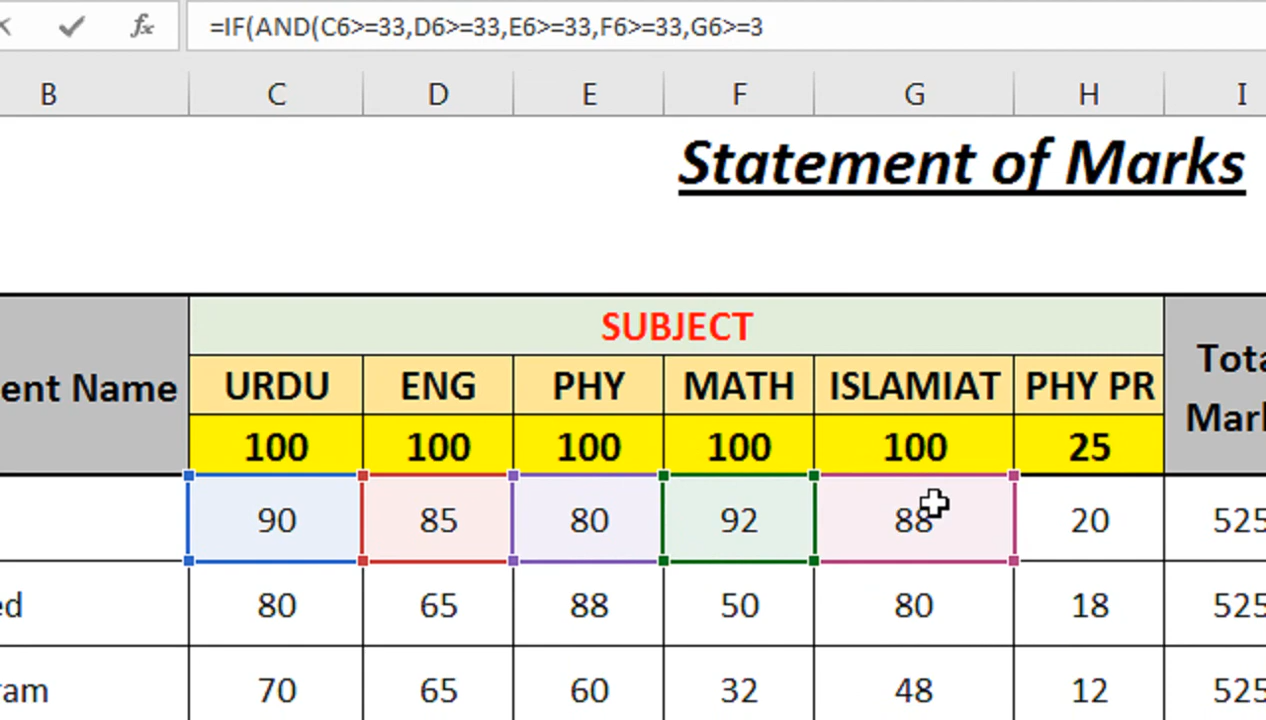 fx =IF(AND(C6>=33,D6>=33,E6>=33,F6>=33,G6>=3
B C D E F G H I
Statement of Marks
SUBJECT
ent Name URDU ENG PHY MATH ISLAMIAT PHY PR Tota
Mar
100 100 100 100 100 25
90 85 80 92 88 20 525
ed 80 65 88 50 80 18 525
ram 70 65 60 32 48 12 525